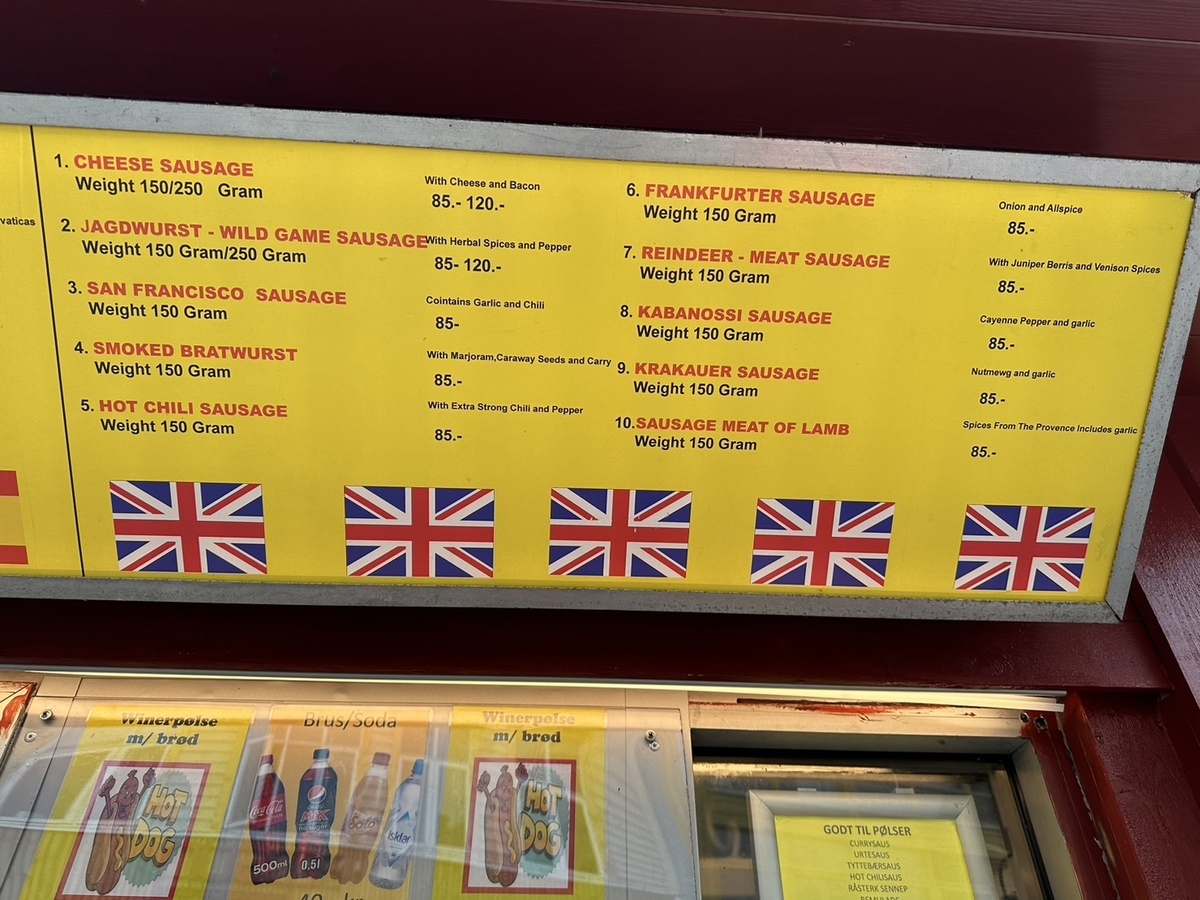 vaticas
1. CHEESE SAUSAGE
Weight 150/250 Gram
With Cheese and Bacon
85.- 120.-
2. JAGDWURST - WILD GAME SAUSAGE
Weight 150 Gram/250 Gram
With Herbal Spices and Pepper
85- 120.-
3. SAN FRANCISCO SAUSAGE
Weight 150 Gram
Cointains Garlic and Chili
85-
4. SMOKED BRATWURST
Weight 150 Gram
With Marjoram,Caraway Seeds and Carry
85.-
5. HOT CHILI SAUSAGE
Weight 150 Gram
With Extra Strong Chili and Pepper
85.-
6. FRANKFURTER SAUSAGE
Weight 150 Gram
Onion and Allspice
85.-
7. REINDEER - MEAT SAUSAGE
Weight 150 Gram
With Juniper Berris and Venison Spices
85.-
8. KABANOSSI SAUSAGE
Weight 150 Gram
Cayenne Pepper and garlic
85.-
9. KRAKAUER SAUSAGE
Weight 150 Gram
Nutmewg and garlic
85.-
10.SAUSAGE MEAT OF LAMB
Weight 150 Gram
Spices From The Provence Includes garlic
85.-
Winerpølse
m/ brød
HOT
DOG
Brus/Soda
Coca-Cola
500ml
PEPSI
MAX
0.5l
Solo
Isklar
Winerpølse
m/ brød
HOT
DOG
GODT TIL PØLSER
CURRYSAUS
URTESAUS
TYTTEBÆRSAUS
HOT CHILISAUS
RÅSTERK SENNEP
REMULADE